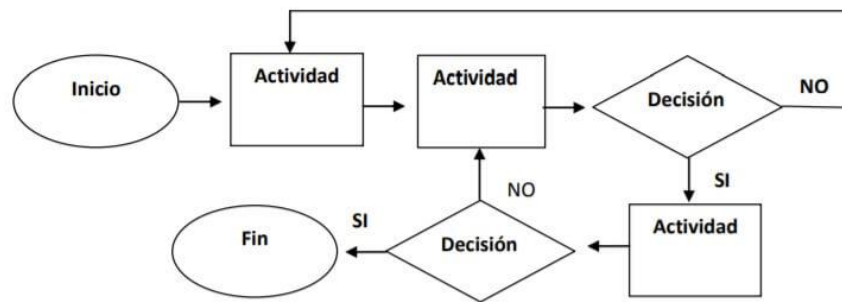 Inicio
Actividad
Actividad
Decisión
NO
SI
Actividad
Decisión
NO
SI
Fin